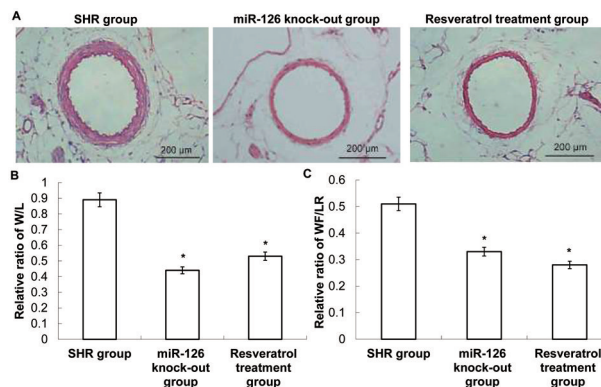 A
SHR group
miR-126 knock-out group
Resveratrol treatment group
200 µm
200 µm
200 µm
B
Relative ratio of W/L
1
0.9
0.8
0.7
0.6
0.5
0.4
0.3
0.2
0.1
0
*
*
SHR group
miR-126
knock-out
group
Resveratrol
treatment
group
C
Relative ratio of WF/LR
0.6
0.5
0.4
0.3
0.2
0.1
0
*
*
SHR group
miR-126
knock-out
group
Resveratrol
treatment
group